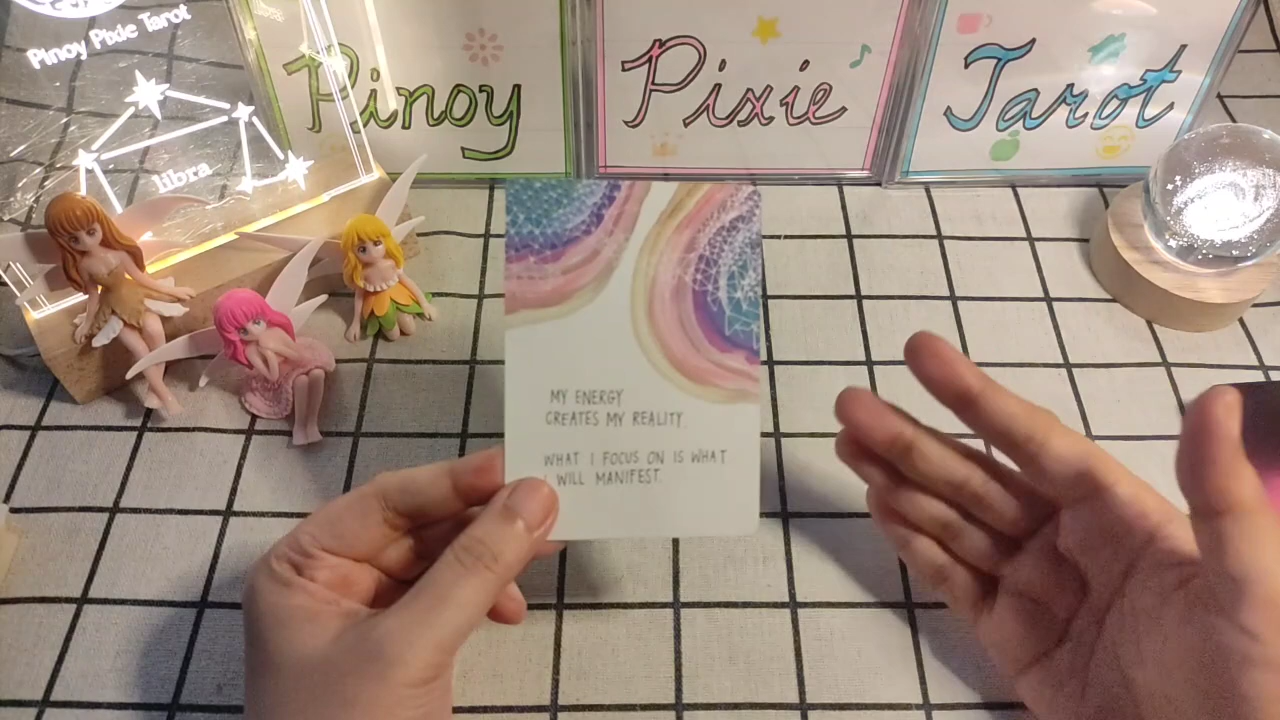 Pinoy Pixie Tarot
libra
Pinoy
Pixie
Tarot
MY ENERGY
CREATES MY REALITY.
WHAT I FOCUS ON IS WHAT
I WILL MANIFEST.